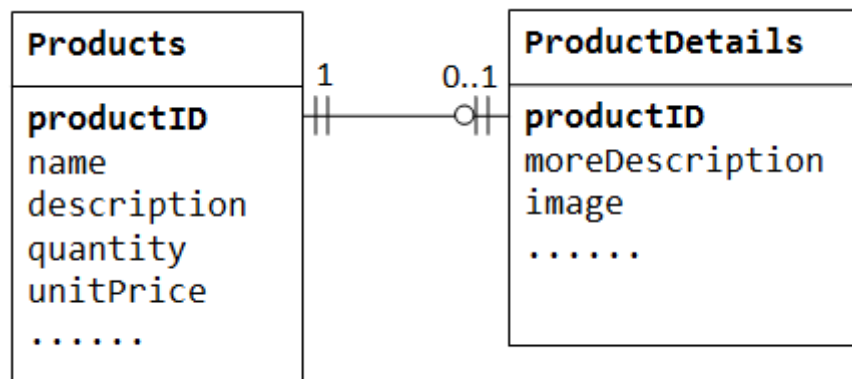 Products
productID
name
description
quantity
unitPrice
......
1
0..1
ProductDetails
productID
moreDescription
image
......